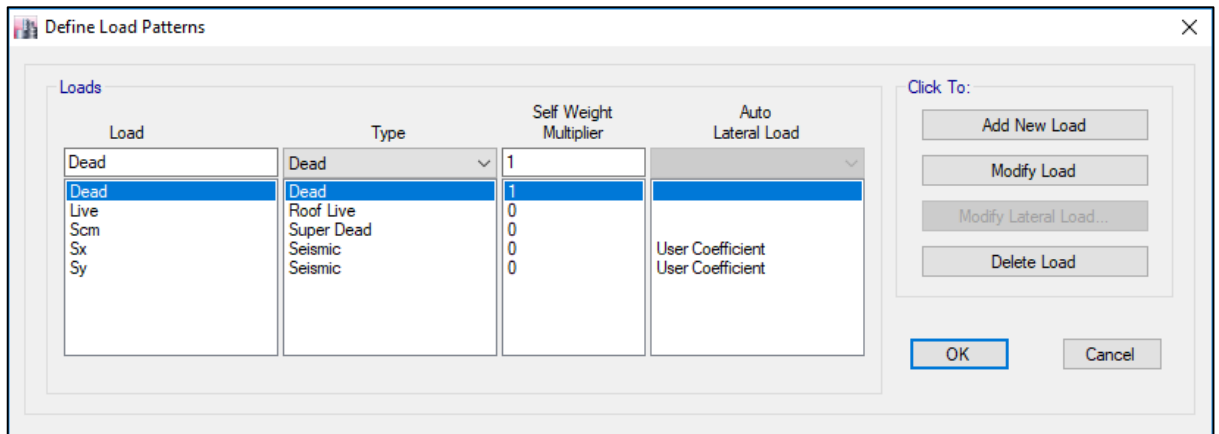 Define Load Patterns
Loads
Click To:
Load Type Self Weight Multiplier Auto Lateral Load
Dead Dead 1
Dead Dead 1
Live Roof Live 0
Scm Super Dead 0
Sx Seismic 0 User Coefficient
Sy Seismic 0 User Coefficient
Add New Load
Modify Load
Modify Lateral Load...
Delete Load
OK Cancel